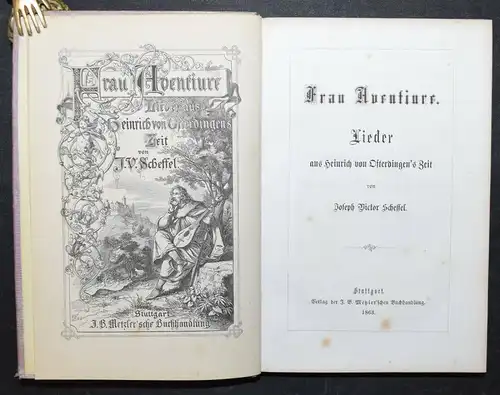 Frau Aventiure
Lieder aus
Heinrich von Ofterdingens
Zeit
von
J. V. Scheffel.
Stuttgart
J. B. Metzler'sche Buchhandlung.
Frau Aventiure.
Lieder
aus Heinrich von Ofterdingen's Zeit
von
Joseph Victor Scheffel.
Stuttgart.
Verlag der J. B. Metzler'schen Buchhandlung.
1863.